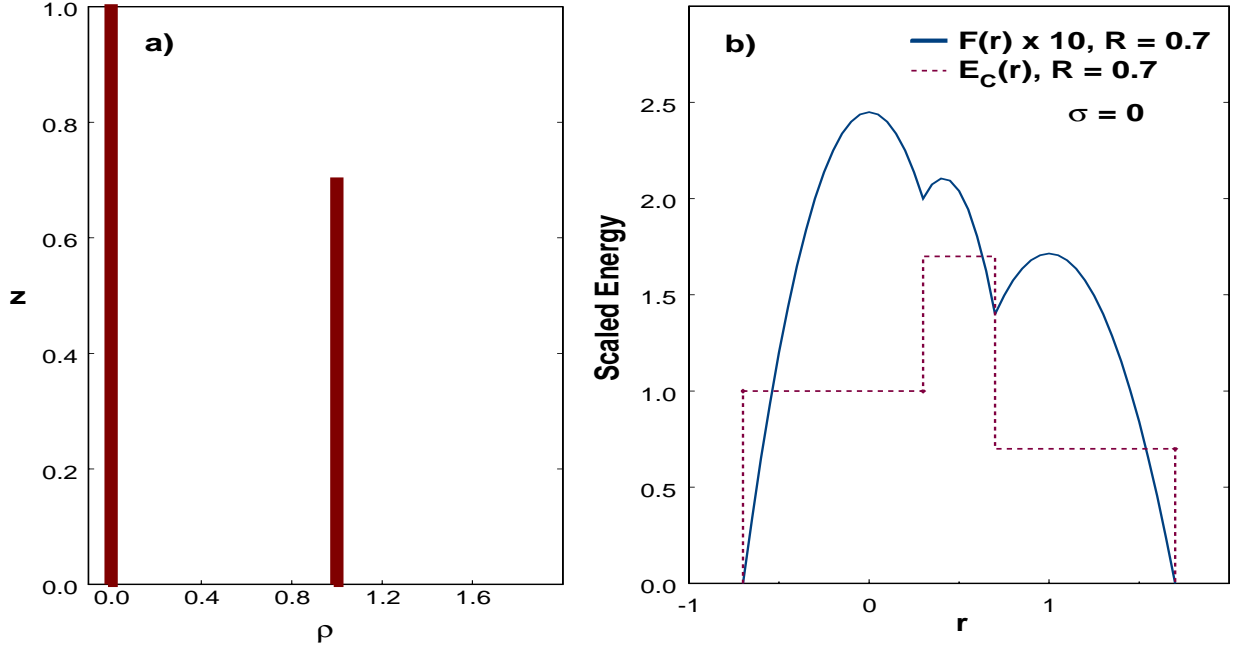 a)
1.0
0.8
0.6
0.4
0.2
0.0
N
0.0 0.4 0.8 1.2 1.6
ρ
b)
F(r) x 10, R = 0.7
E_C(r), R = 0.7
σ = 0
2.5
2.0
1.5
1.0
0.5
0.0
Scaled Energy
-1 0 1
r